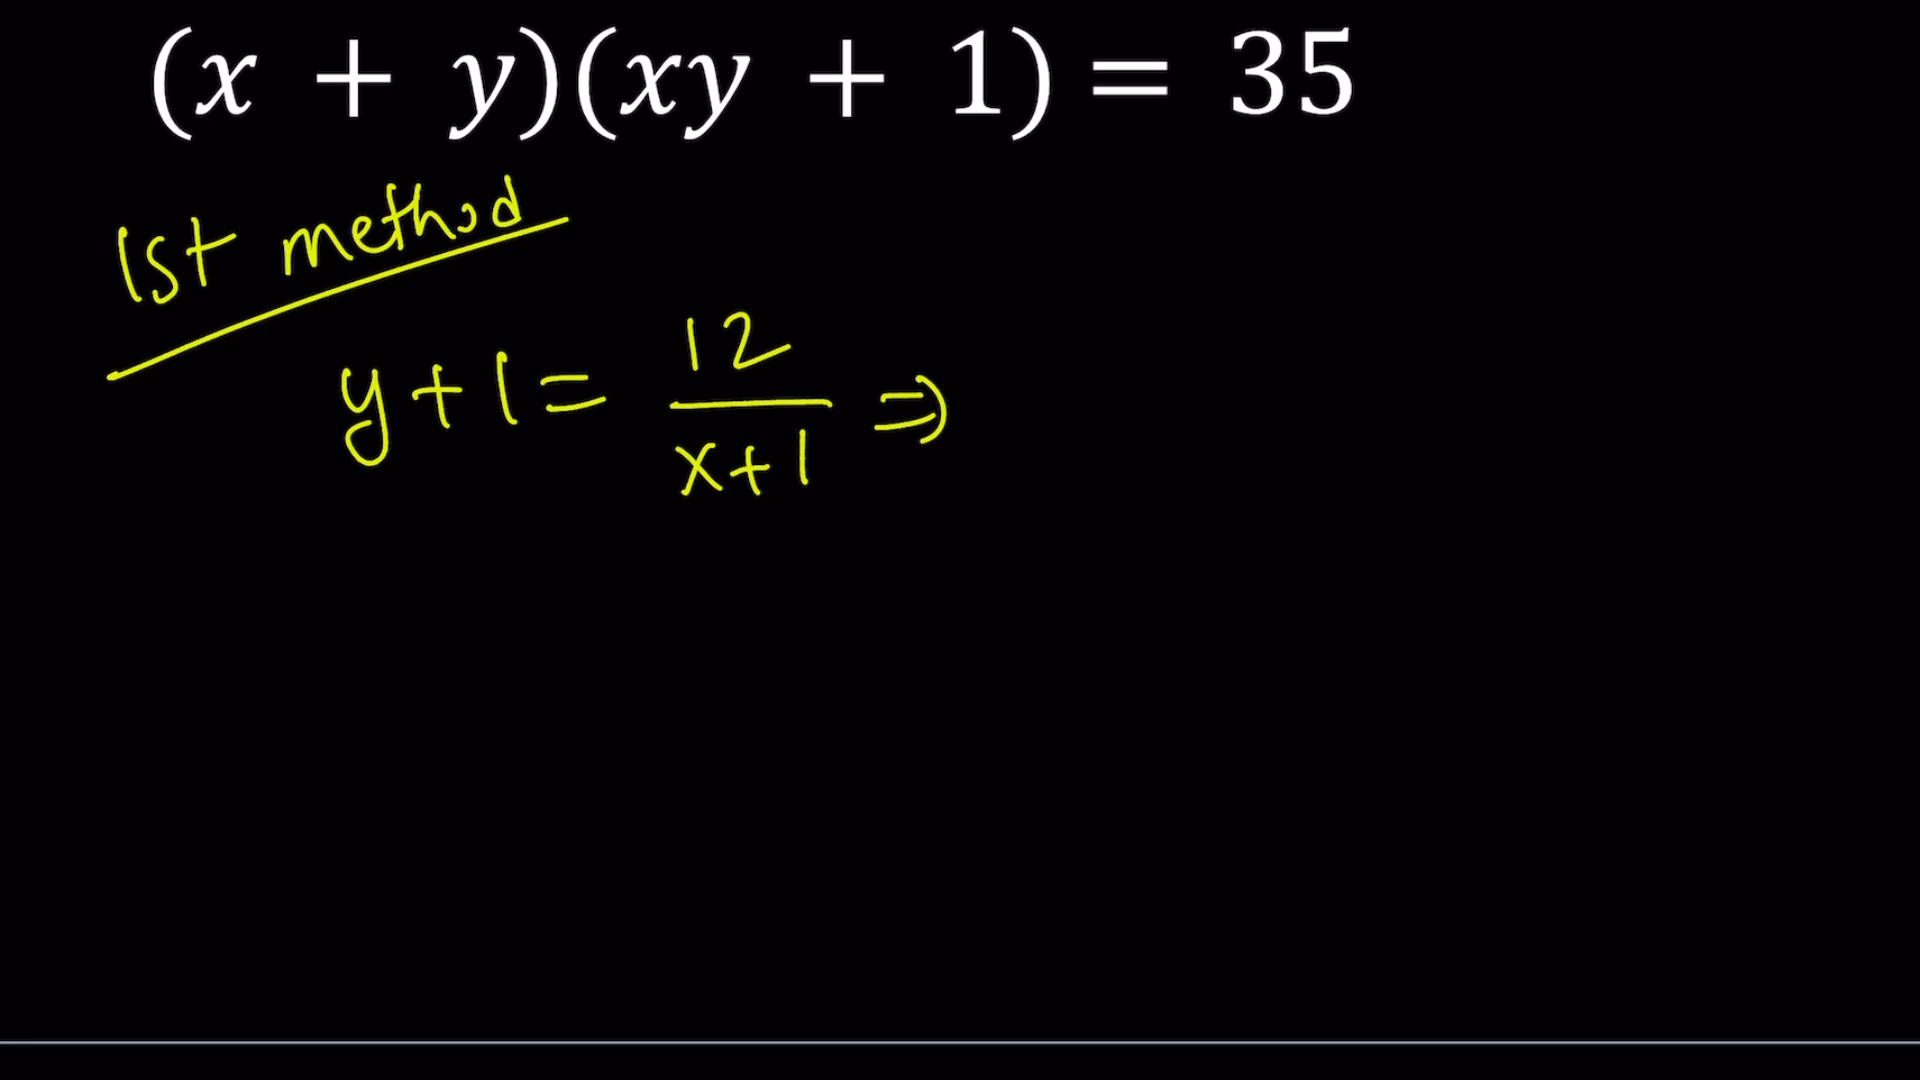 (x + y)(xy + 1) = 35
1st method
y+1 = 12/(x+1) ⇒